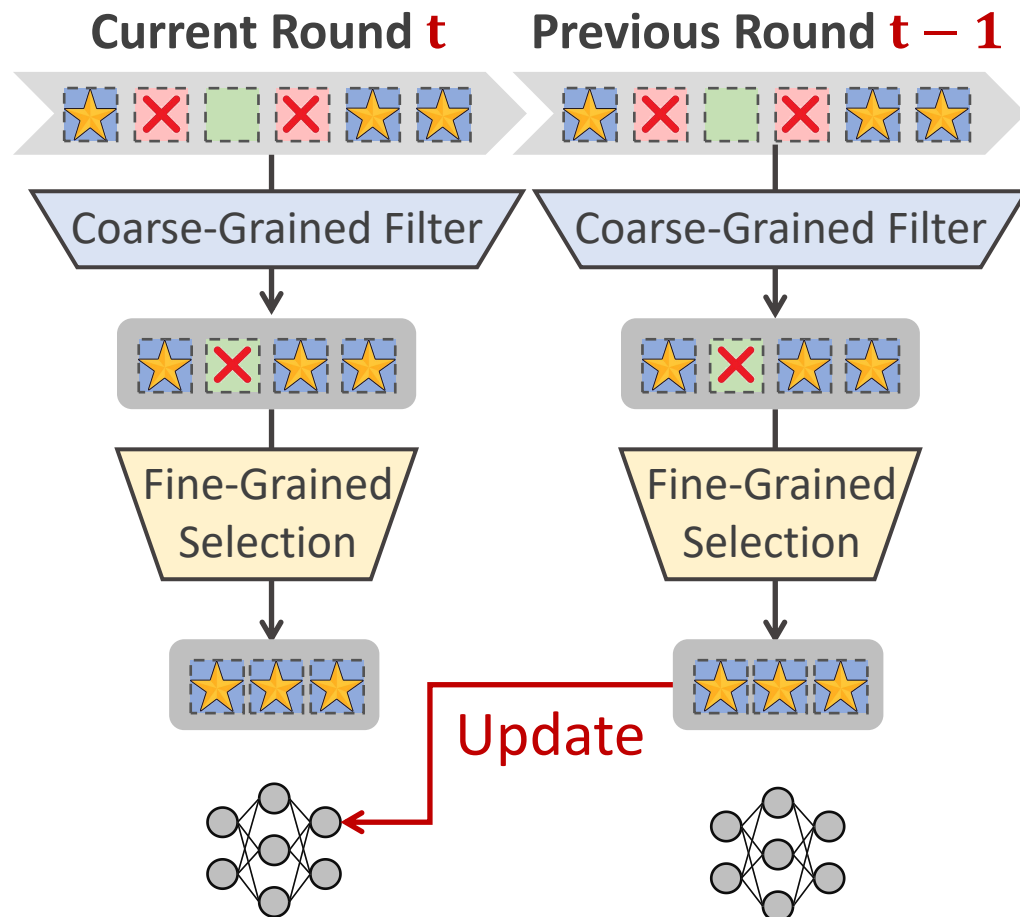 Current Round t
Previous Round t − 1
Coarse-Grained Filter
Coarse-Grained Filter
Fine-Grained
Selection
Fine-Grained
Selection
Update